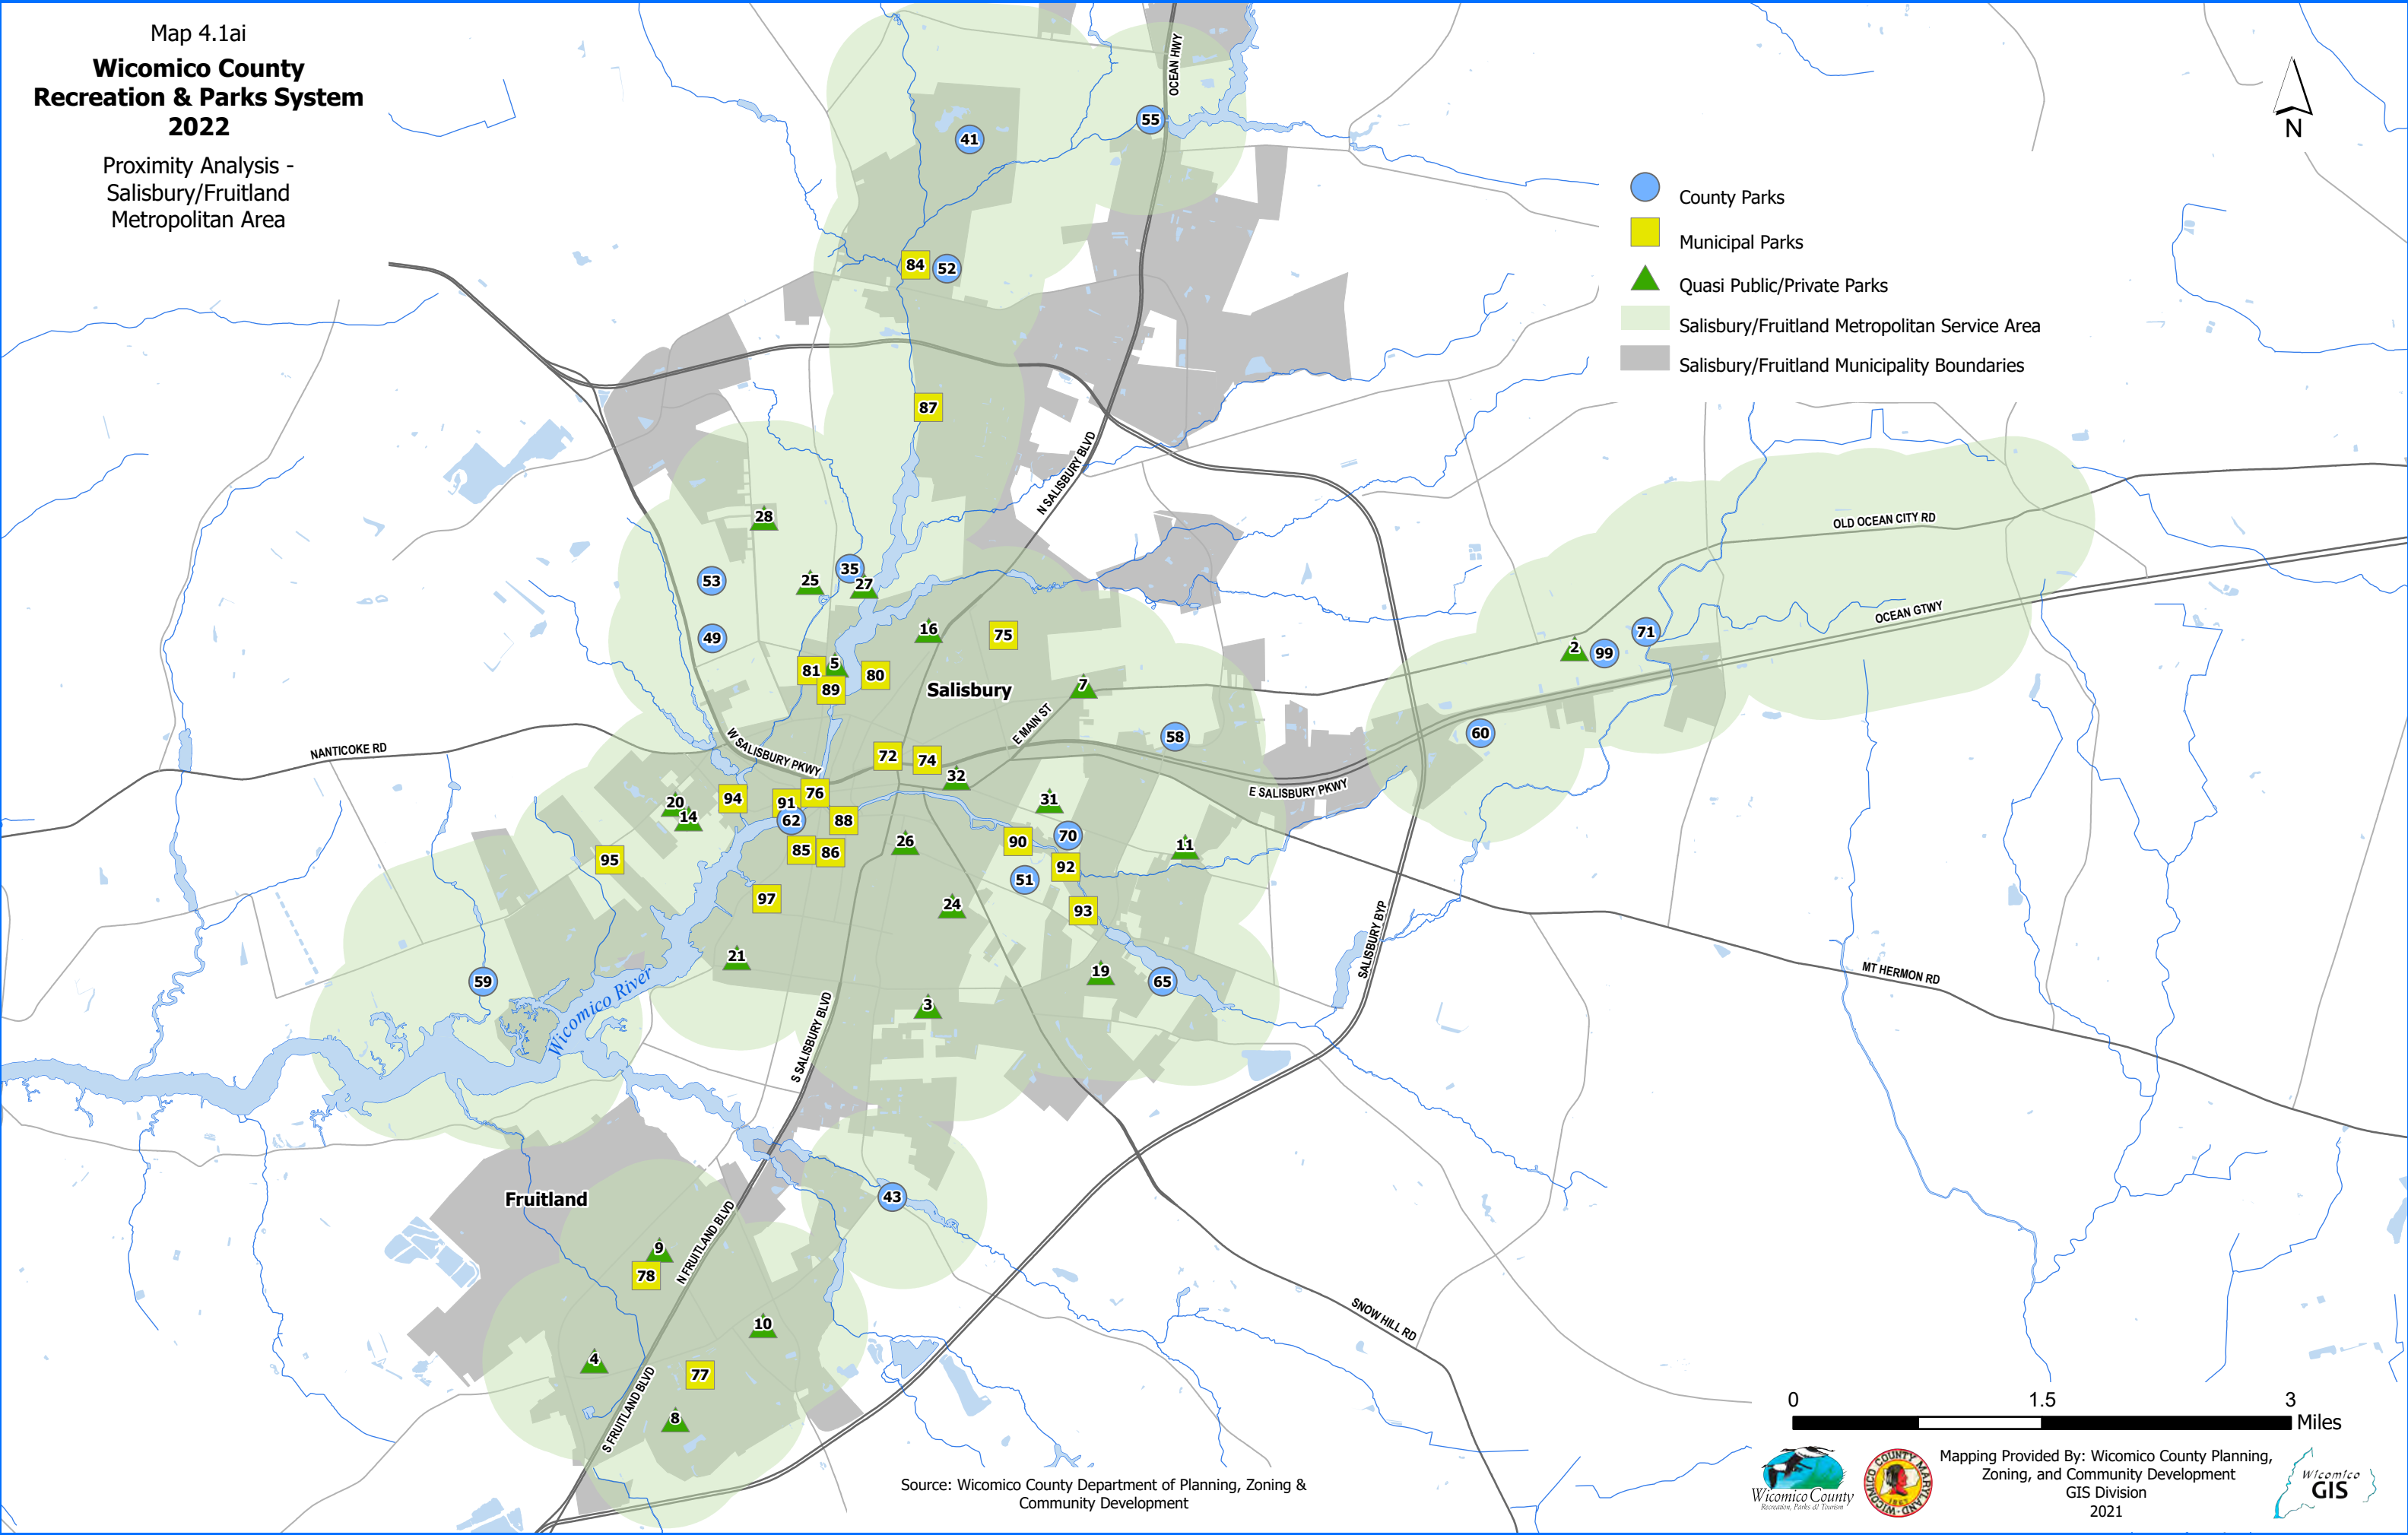 Map 4.1ai
Wicomico County
Recreation & Parks System
2022
Proximity Analysis -
Salisbury/Fruitland
Metropolitan Area
N
County Parks
Municipal Parks
Quasi Public/Private Parks
Salisbury/Fruitland Metropolitan Service Area
Salisbury/Fruitland Municipality Boundaries
OCEAN HWY
55
41
84
52
87
N SALISBURY BLVD
28
OLD OCEAN CITY RD
53
25
35
27
OCEAN GTWY
49
16
75
71
2
99
81
5
80
89
Salisbury
7
E MAIN ST
58
60
NANTICOKE RD
W SALISBURY PKWY
72
74
32
E SALISBURY PKWY
20
14
94
91
76
62
88
31
70
90
26
11
95
85
86
92
51
97
24
93
SALISBURY BYP
21
19
65
MT HERMON RD
59
Wicomico River
3
S SALISBURY BLVD
Fruitland
43
N FRUITLAND BLVD
9
78
10
SNOW HILL RD
4
77
S FRUITLAND BLVD
8
0 1.5 3
Miles
Source: Wicomico County Department of Planning, Zoning &
Community Development
Wicomico County
Recreation, Parks & Tourism
WICOMICO COUNTY MARYLAND
1867
Mapping Provided By: Wicomico County Planning,
Zoning, and Community Development
GIS Division
2021
Wicomico
GIS